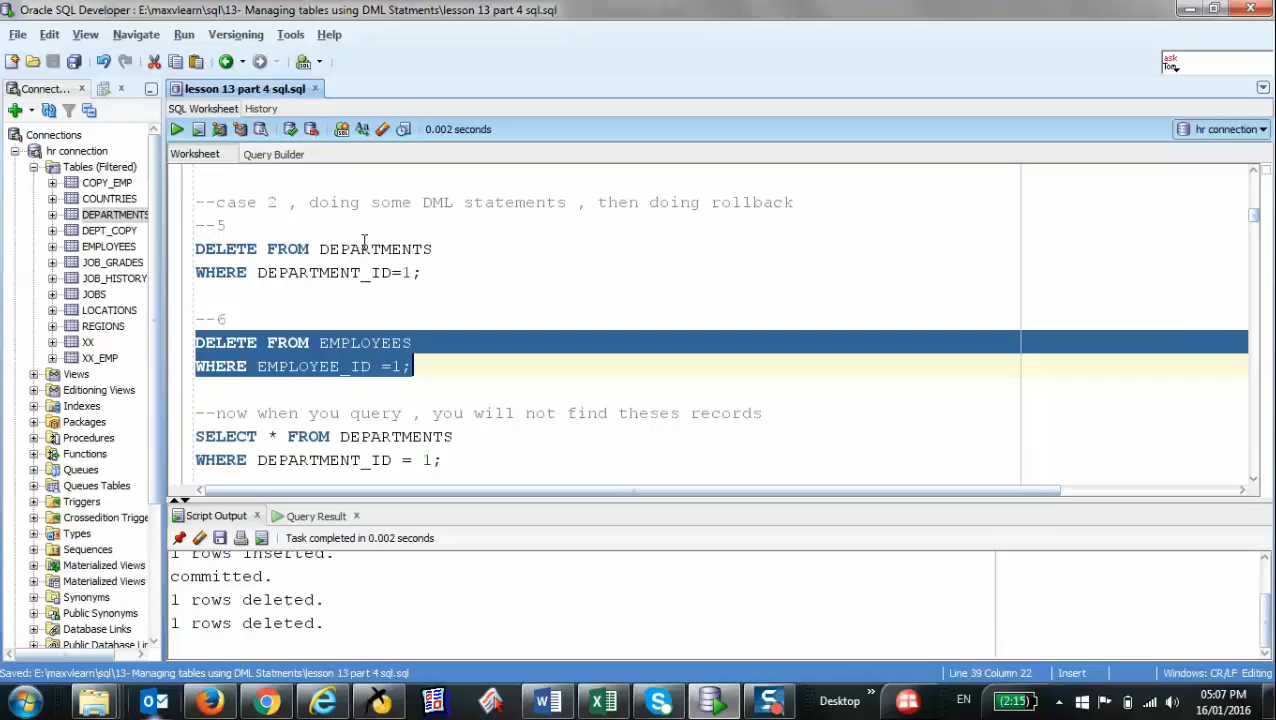 Oracle SQL Developer : E:\maxvlearn\sql\13- Managing tables using DML Statments\lesson 13 part 4 sql.sql
File Edit View Navigate Run Versioning Tools Help
ask
Tom
Connect...
lesson 13 part 4 sql.sql
SQL Worksheet History
0.002 seconds
hr connection
Worksheet Query Builder
Connections
hr connection
Tables (Filtered)
COPY_EMP
COUNTRIES
DEPARTMENTS
DEPT_COPY
EMPLOYEES
JOB_GRADES
JOB_HISTORY
JOBS
LOCATIONS
REGIONS
XX
XX_EMP
Views
Editioning Views
Indexes
Packages
Procedures
Functions
Queues
Queues Tables
Triggers
Crossedition Trigge
Types
Sequences
Materialized Views
Materialized Views
Synonyms
Public Synonyms
Database Links
Public Database Lir
--case 2 , doing some DML statements , then doing rollback
--5
DELETE FROM DEPARTMENTS
WHERE DEPARTMENT_ID=1;
--6
DELETE FROM EMPLOYEES
WHERE EMPLOYEE_ID =1;
--now when you query , you will not find theses records
SELECT * FROM DEPARTMENTS
WHERE DEPARTMENT_ID = 1;
Script Output Query Result
Task completed in 0.002 seconds
1 rows inserted.
committed.
1 rows deleted.
1 rows deleted.
Saved: E:\maxvlearn\sql\13- Managing tables using DML Statments\lesson 13 part 4 sql.sql
Line 39 Column 22 Insert Windows: CR/LF Editing
Desktop
EN
(2:15)
05:07 PM
16/01/2016